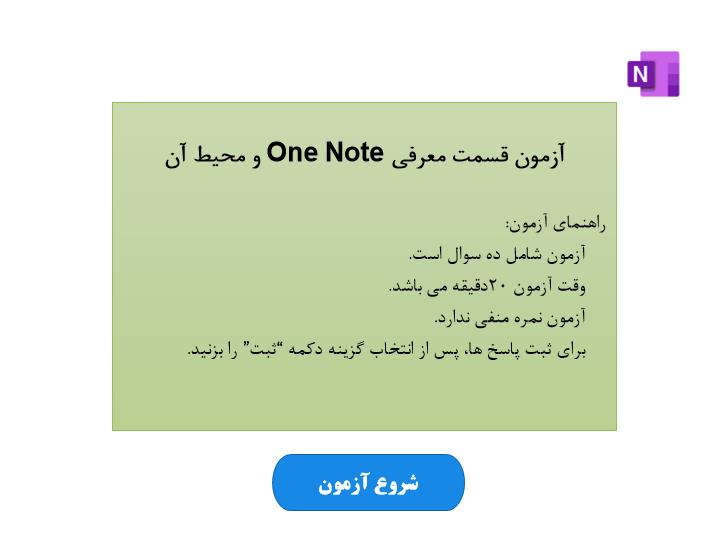 N
آزمون قسمت معرفی One Note و محیط آن
راهنمای آزمون:
آزمون شامل ده سوال است.
وقت آزمون ۲۰دقیقه می باشد.
آزمون نمره منفی ندارد.
برای ثبت پاسخ ها، پس از انتخاب گزینه دکمه “ثبت” را بزنید.
شروع آزمون